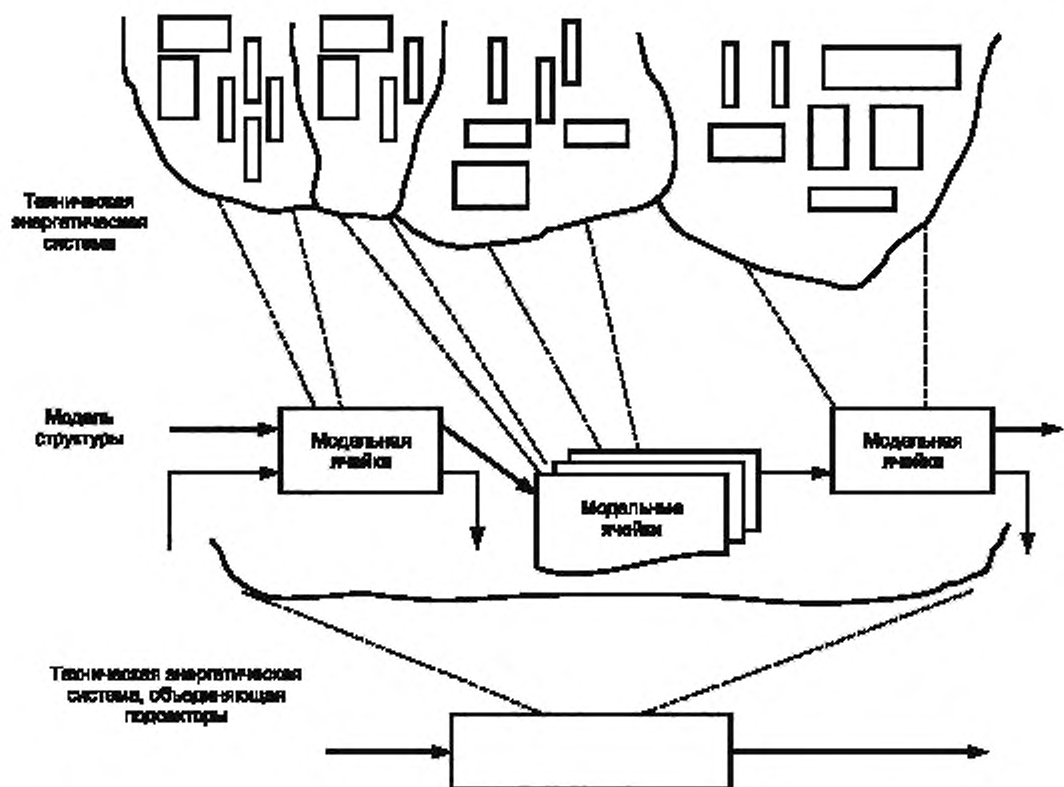 Техническая
энергетическая
система
Модель
структуры
Модельная
ячейка
Модельные
ячейки
Модельная
ячейка
Техническая энергетическая
система, объединяющая
подсекторы